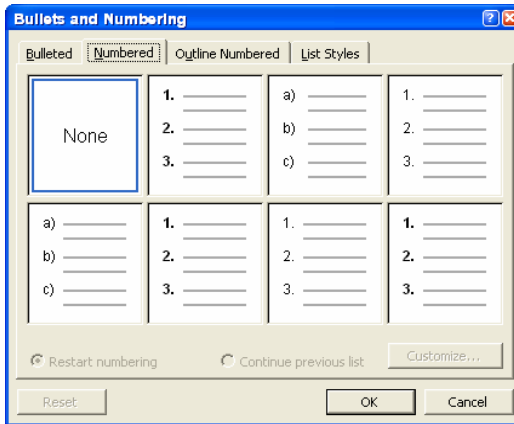 Bullets and Numbering
Bulleted Numbered Outline Numbered List Styles
None
1.
2.
3.
a)
b)
c)
1.
2.
3.
a)
b)
c)
1.
2.
3.
1.
2.
3.
1.
2.
3.
Restart numbering Continue previous list Customize...
Reset OK Cancel